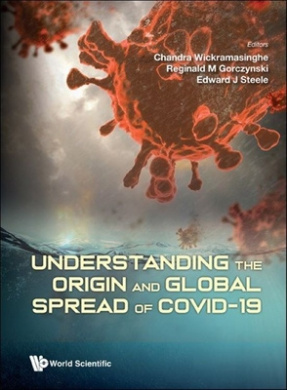 Editors
Chandra Wickramasinghe
Reginald M Gorczynski
Edward J Steele
UNDERSTANDING THE
ORIGIN AND GLOBAL
SPREAD OF COVID-19
World Scientific